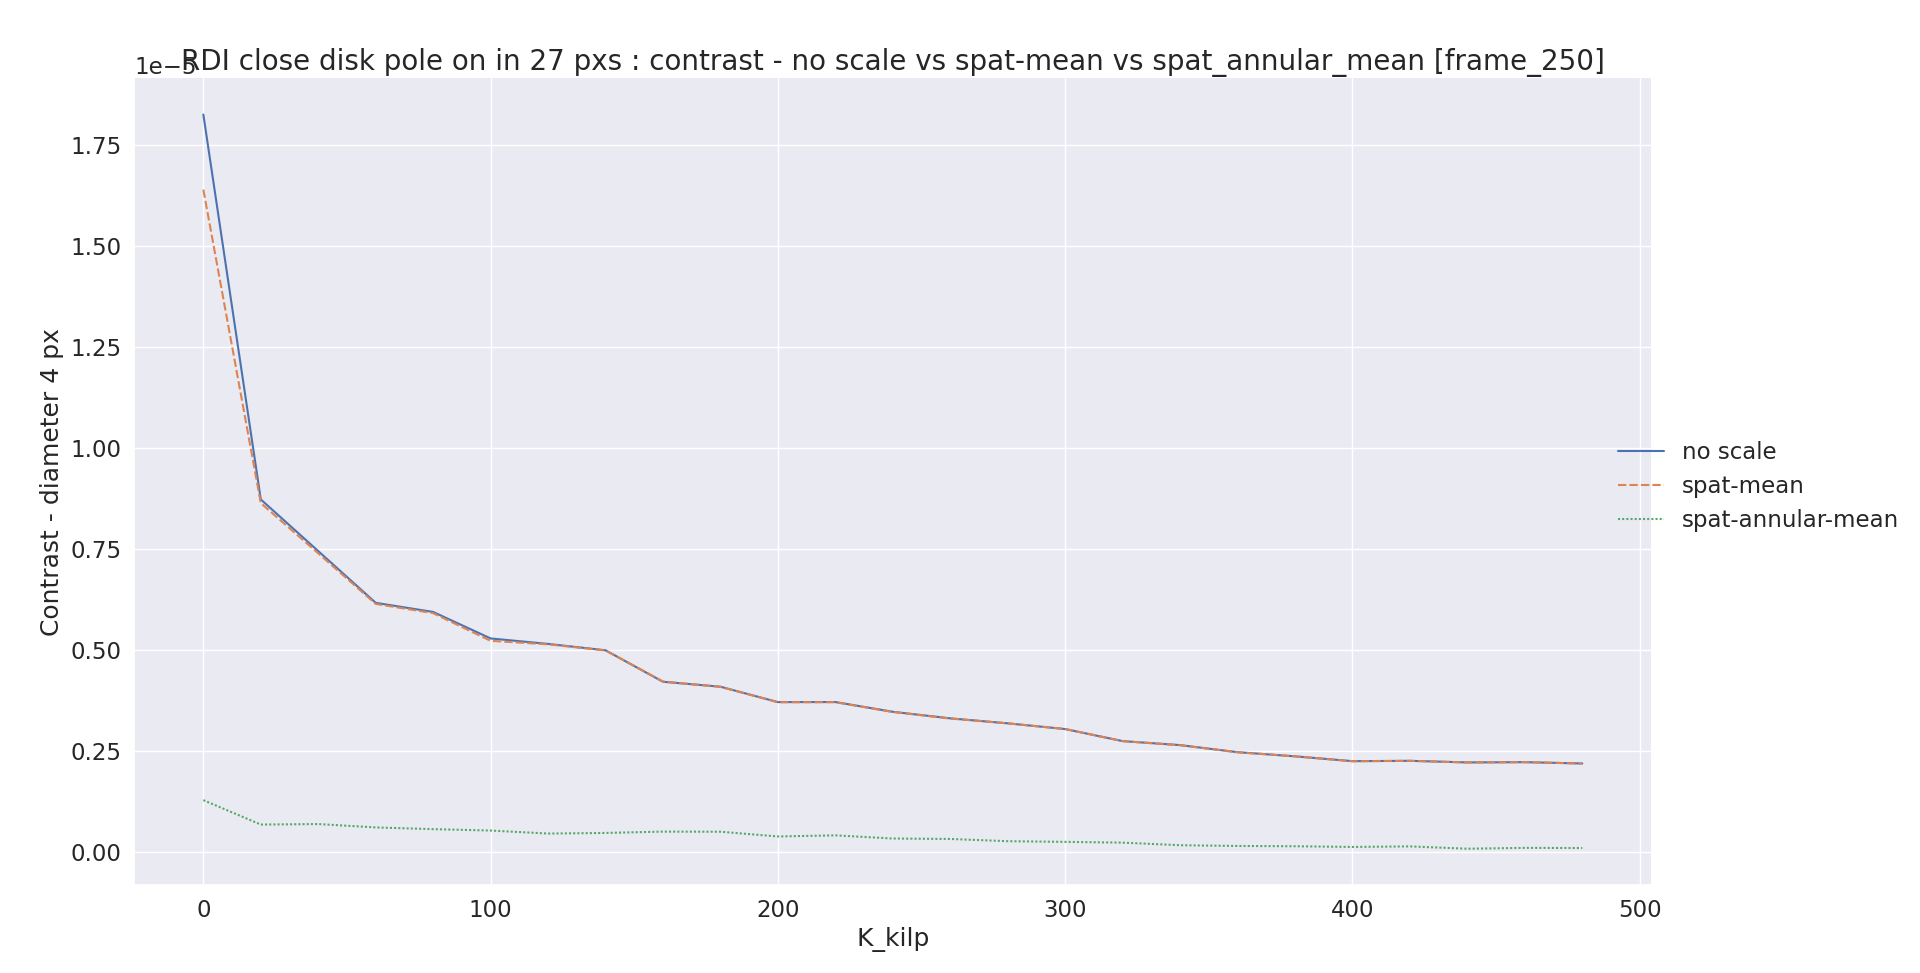 RDI close disk pole on in 27 pxs : contrast - no scale vs spat-mean vs spat_annular_mean [frame_250]
1e−5
1.75
1.50
1.25
1.00
0.75
0.50
0.25
0.00
Contrast - diameter 4 px
0 100 200 300 400 500
K_kilp
no scale
spat-mean
spat-annular-mean